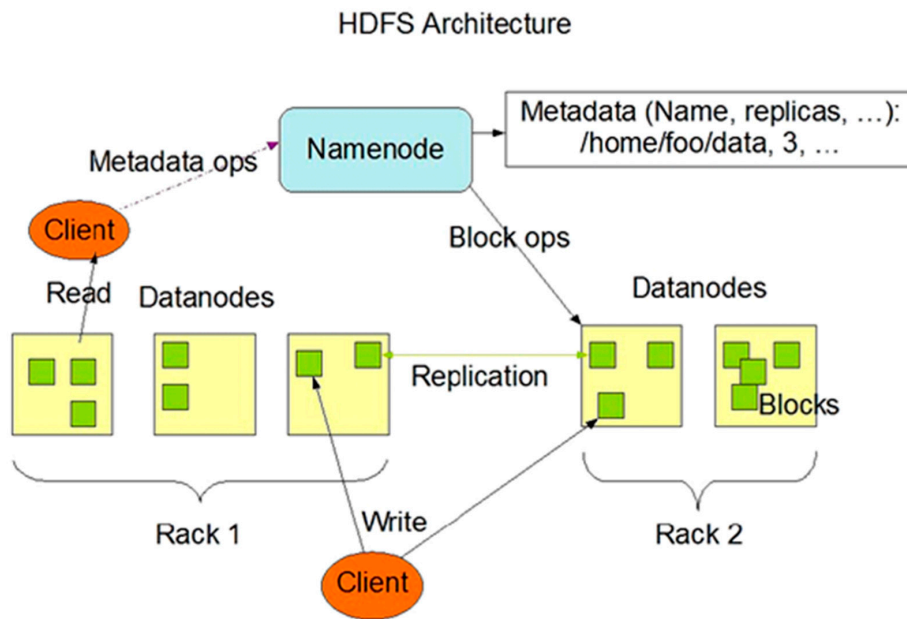 HDFS Architecture
Metadata (Name, replicas, …):
/home/foo/data, 3, …
Namenode
Metadata ops
Client
Block ops
Read
Datanodes
Datanodes
Replication
Blocks
Rack 1
Write
Rack 2
Client